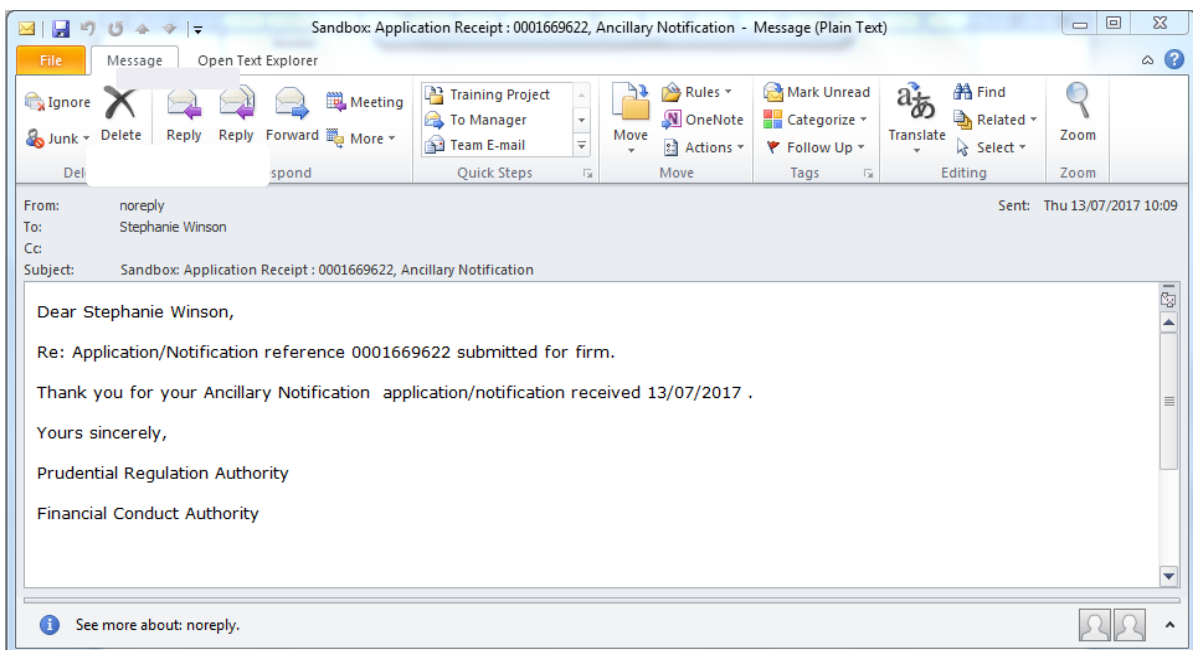 Sandbox: Application Receipt : 0001669622, Ancillary Notification - Message (Plain Text)
File Message Open Text Explorer
Ignore
Junk
Delete
Reply Reply Forward
Meeting
More
Training Project
To Manager
Team E-mail
Move
Rules
OneNote
Actions
Mark Unread
Categorize
Follow Up
Translate
Find
Related
Select
Zoom
Del spond Quick Steps Move Tags Editing Zoom
From: noreply Sent: Thu 13/07/2017 10:09
To: Stephanie Winson
Cc:
Subject: Sandbox: Application Receipt : 0001669622, Ancillary Notification
Dear Stephanie Winson,
Re: Application/Notification reference 0001669622 submitted for firm.
Thank you for your Ancillary Notification  application/notification received 13/07/2017 .
Yours sincerely,
Prudential Regulation Authority
Financial Conduct Authority
See more about: noreply.